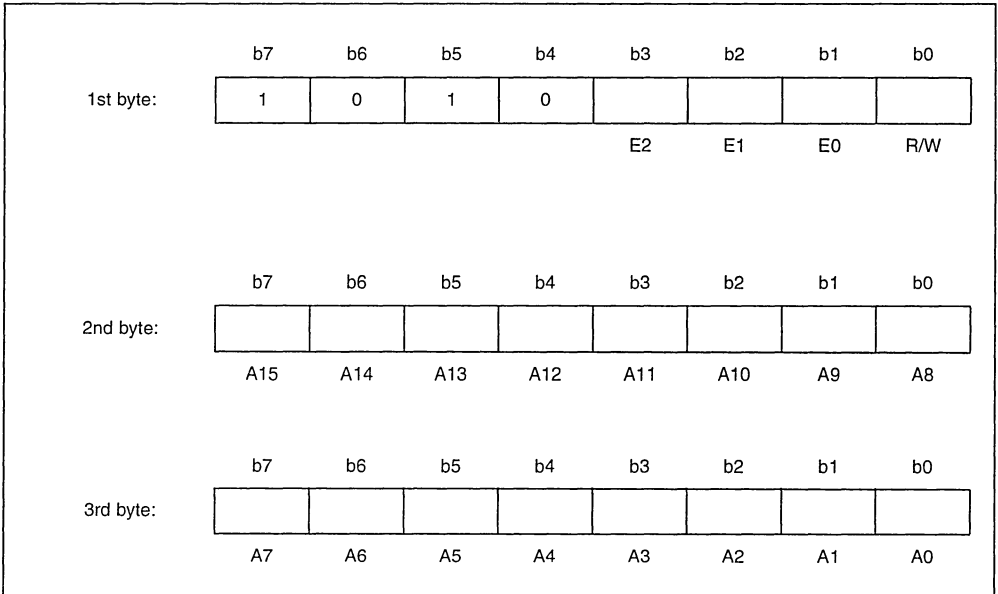 b7 b6 b5 b4 b3 b2 b1 b0
1st byte: 1 0 1 0
E2 E1 E0 R/W
b7 b6 b5 b4 b3 b2 b1 b0
2nd byte:
A15 A14 A13 A12 A11 A10 A9 A8
b7 b6 b5 b4 b3 b2 b1 b0
3rd byte:
A7 A6 A5 A4 A3 A2 A1 A0